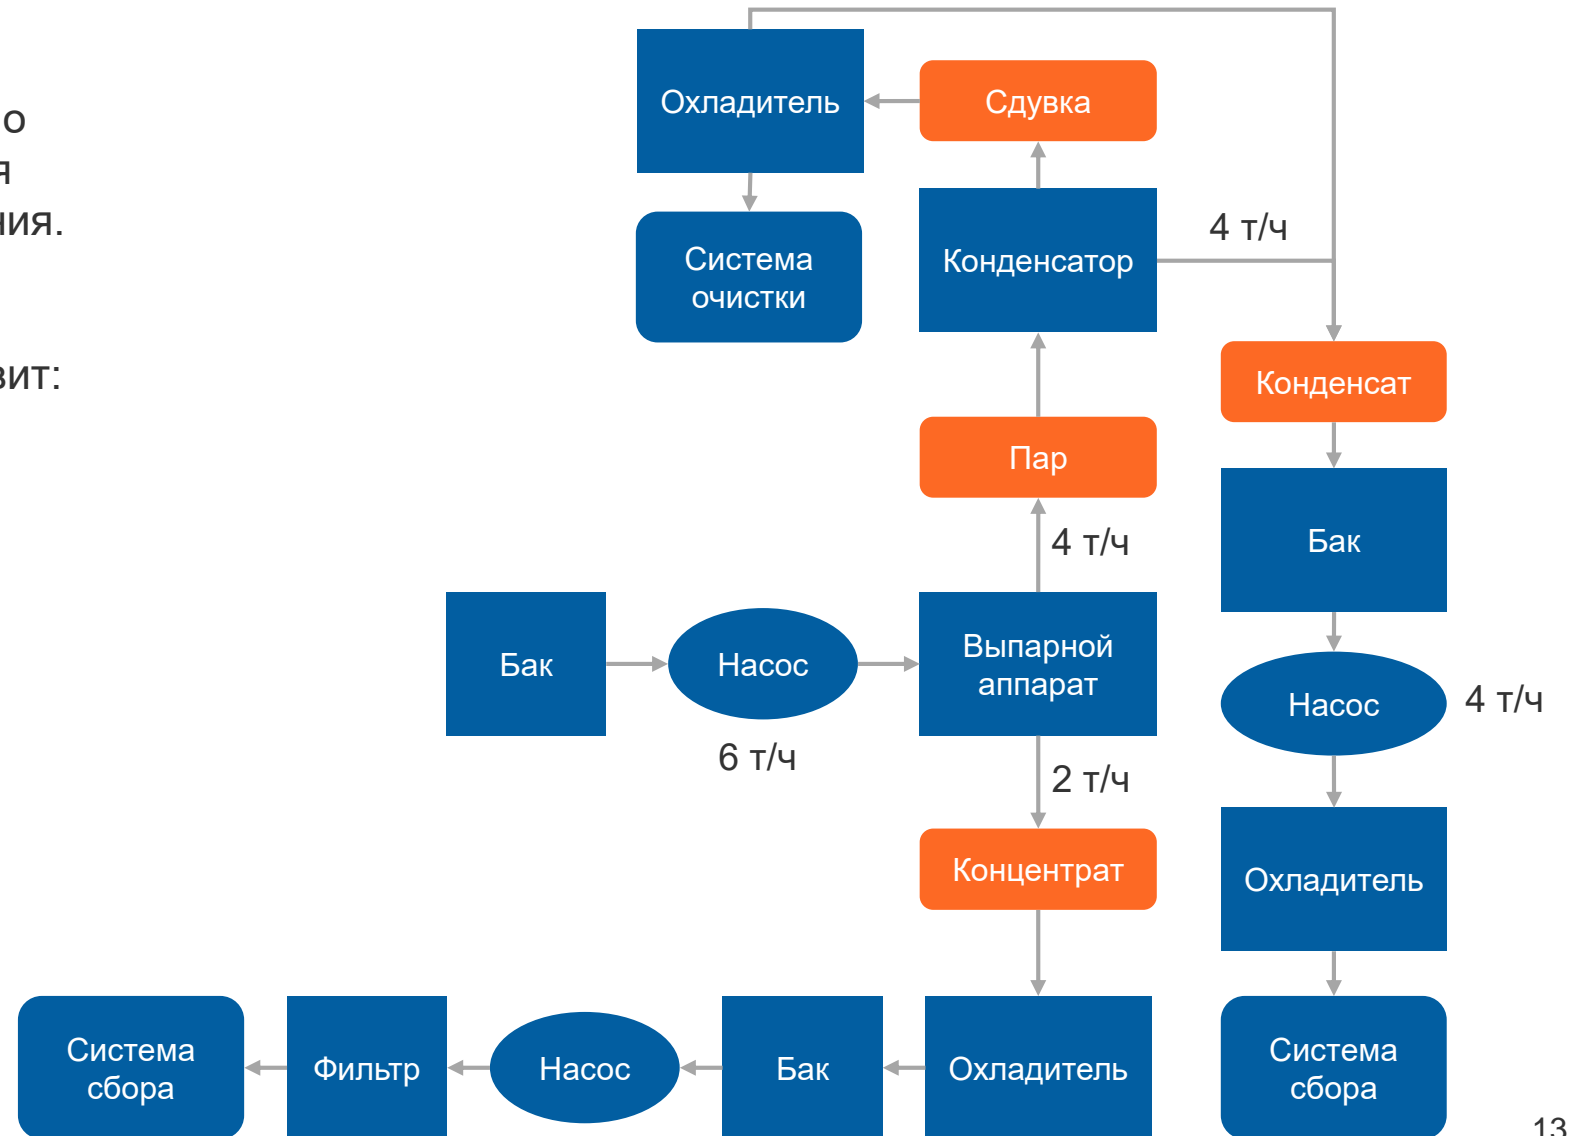 о
я
ния.
вит:
Охладитель
Сдувка
Система
очистки
Конденсатор
4 т/ч
Конденсат
Пар
4 т/ч
Бак
Бак
Насос
Выпарной
аппарат
6 т/ч
Насос
4 т/ч
2 т/ч
Концентрат
Охладитель
Система
сбора
Фильтр
Насос
Бак
Охладитель
Система
сбора
13